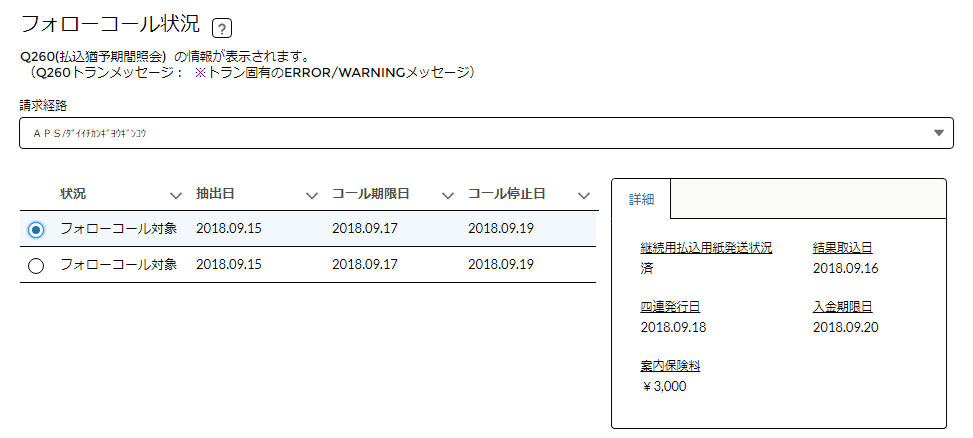 フォローコール状況 ?
Q260(払込猶予期間照会) の情報が表示されます。
（Q260トランメッセージ： ※トラン固有のERROR/WARNINGメッセージ）
請求経路
ＡＰＳ/ﾀﾞｲｲﾁｶﾝｷﾞﾖｳｷﾞﾝｺｳ
状況 抽出日 コール期限日 コール停止日
フォローコール対象 2018.09.15 2018.09.17 2018.09.19
フォローコール対象 2018.09.15 2018.09.17 2018.09.19
詳細
継続用払込用紙発送状況 結果取込日
済 2018.09.16
四連発行日 入金期限日
2018.09.18 2018.09.20
案内保険料
￥3,000